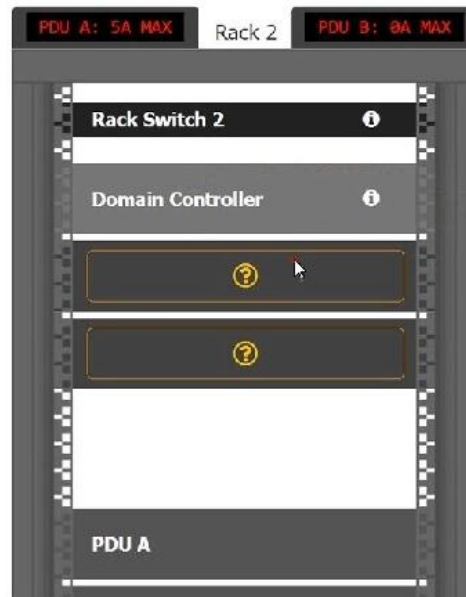 PDU A: 5A MAX
Rack 2
PDU B: 0A MAX
Rack Switch 2
Domain Controller
?
?
PDU A